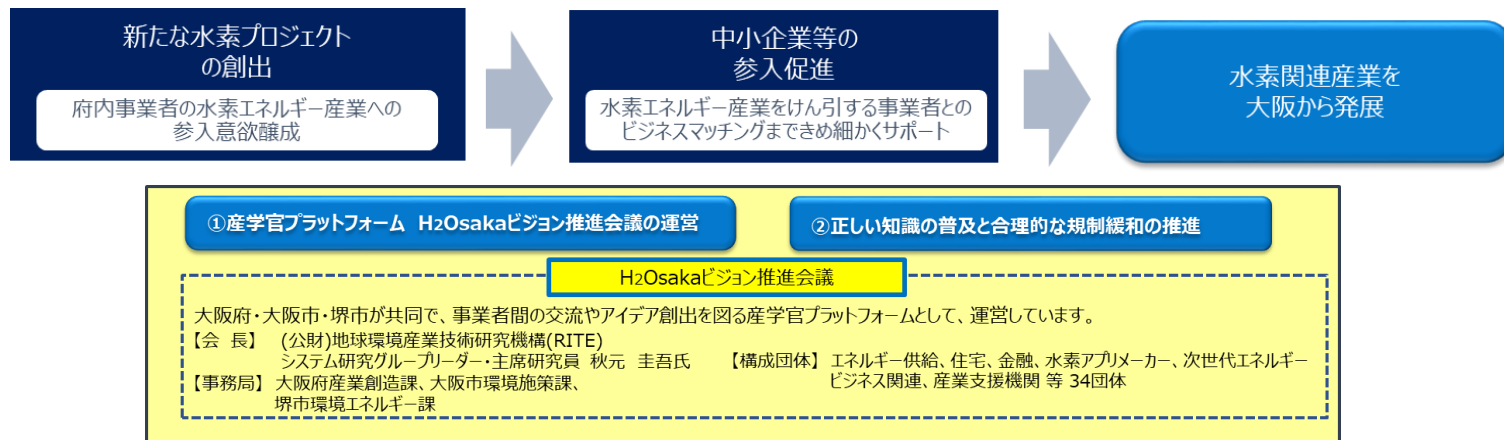 新たな水素プロジェクト
の創出
府内事業者の水素エネルギー産業への
参入意欲醸成
中小企業等の
参入促進
水素エネルギー産業をけん引する事業者との
ビジネスマッチングまできめ細かくサポート
水素関連産業を
大阪から発展
①産学官プラットフォーム H2Osakaビジョン推進会議の運営
②正しい知識の普及と合理的な規制緩和の推進
H2Osakaビジョン推進会議
大阪府・大阪市・堺市が共同で、事業者間の交流やアイデア創出を図る産学官プラットフォームとして、運営しています。
【会 長】 (公財)地球環境産業技術研究機構(RITE)
システム研究グループリーダー・主席研究員 秋元 圭吾氏
【事務局】 大阪府産業創造課、大阪市環境施策課、
堺市環境エネルギー課
【構成団体】 エネルギー供給、住宅、金融、水素アプリメーカー、次世代エネルギー
ビジネス関連、産業支援機関 等 34団体